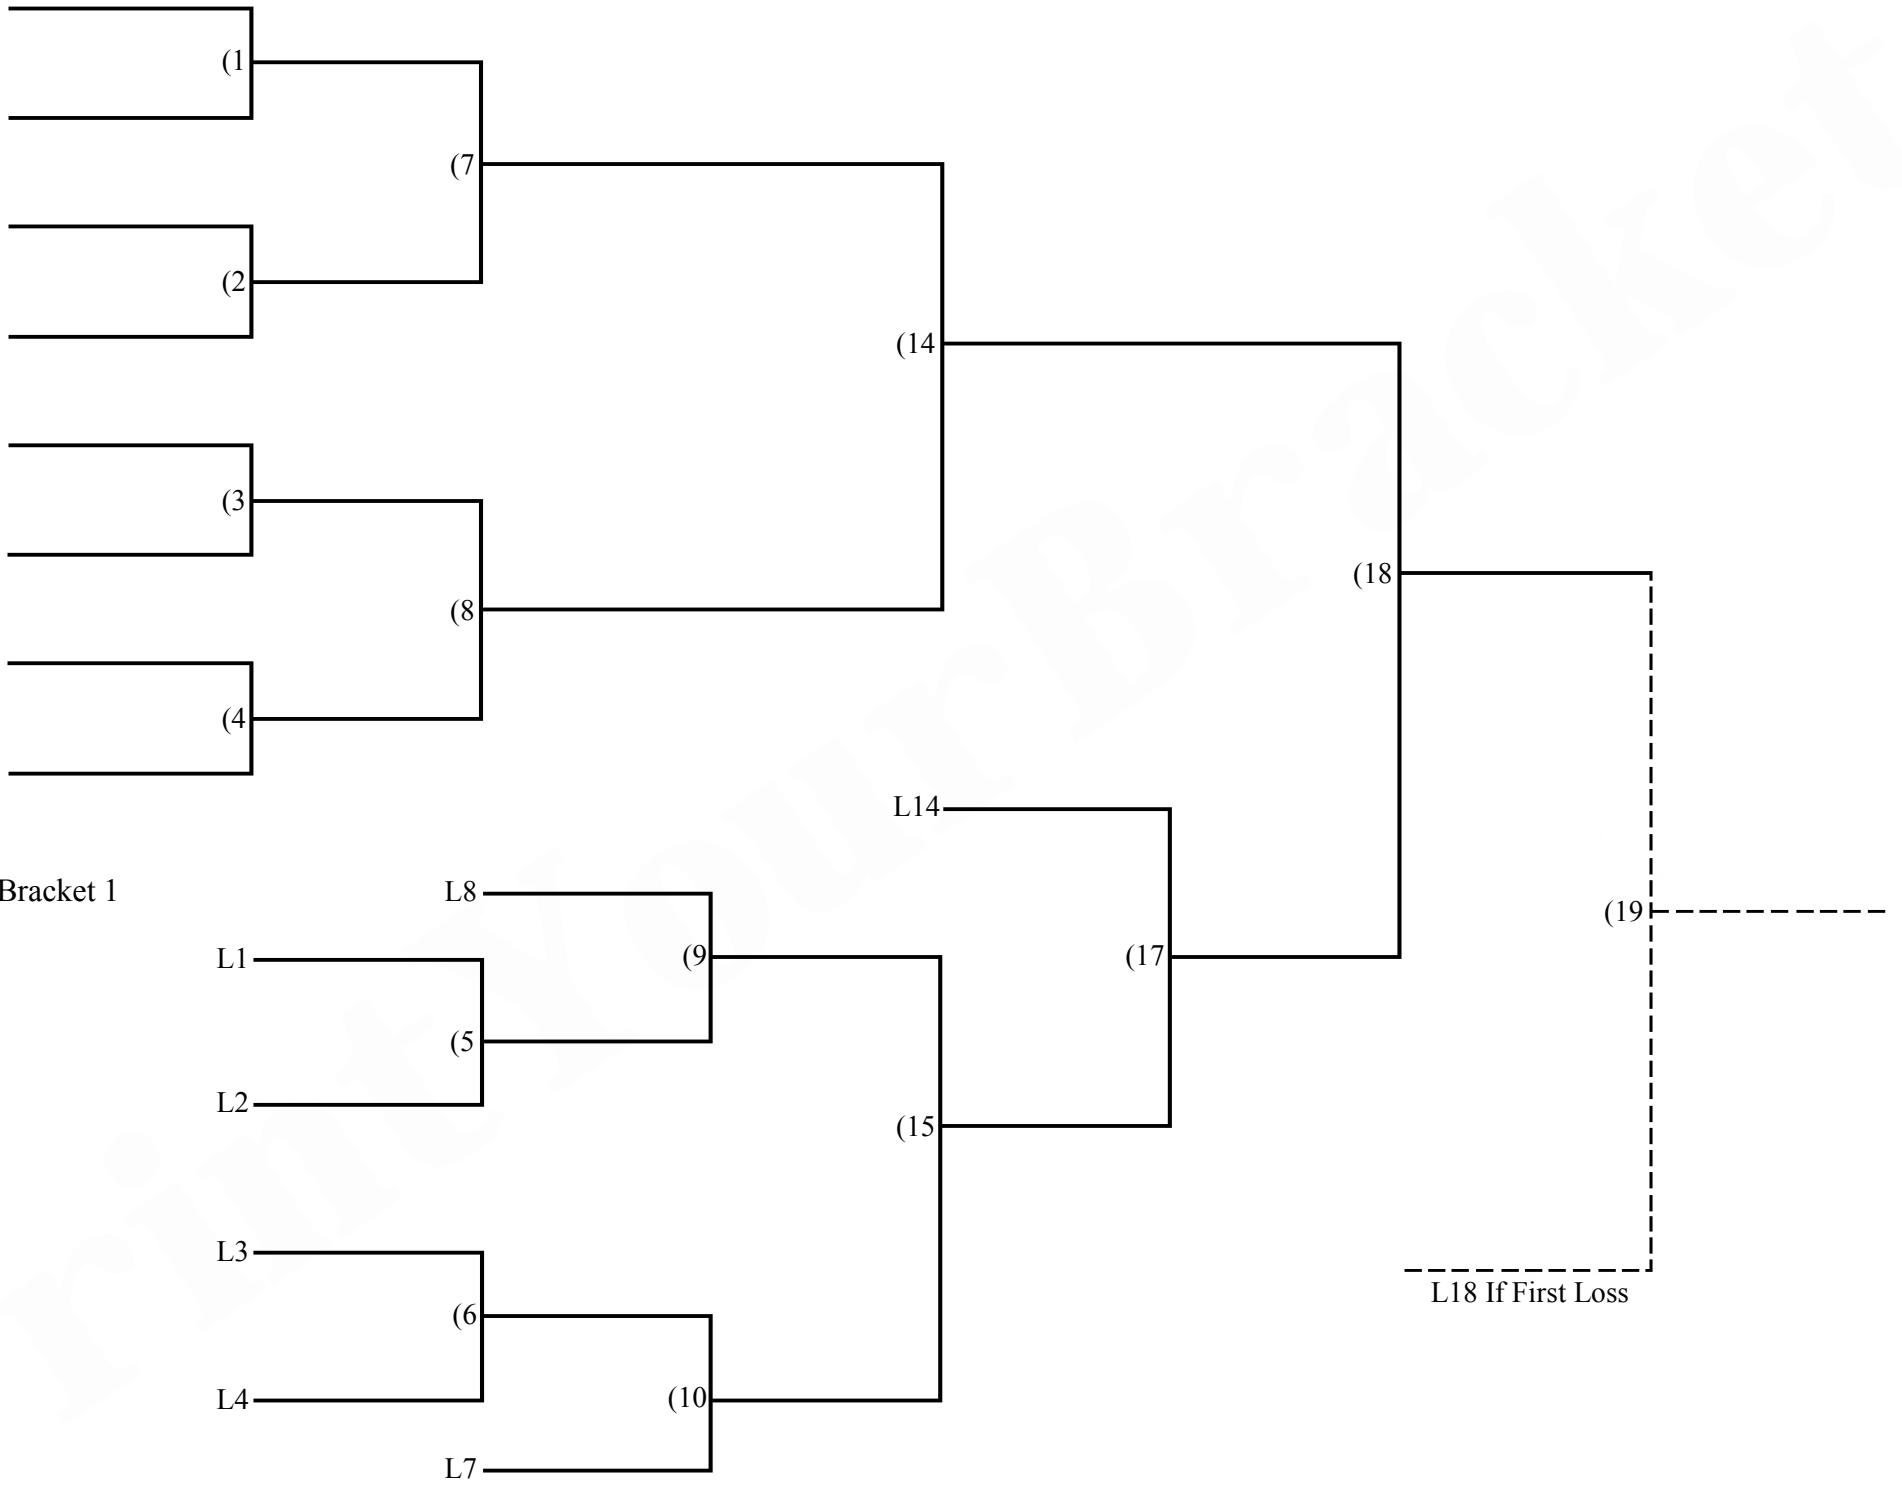 (1
(7
(2
(14
(3
(18
(8
(4
L14
Bracket 1
L8
(19
L1
(9
(17
(5
L2
(15
L3
L18 If First Loss
(6
L4
(10
L7
rintYourBracket